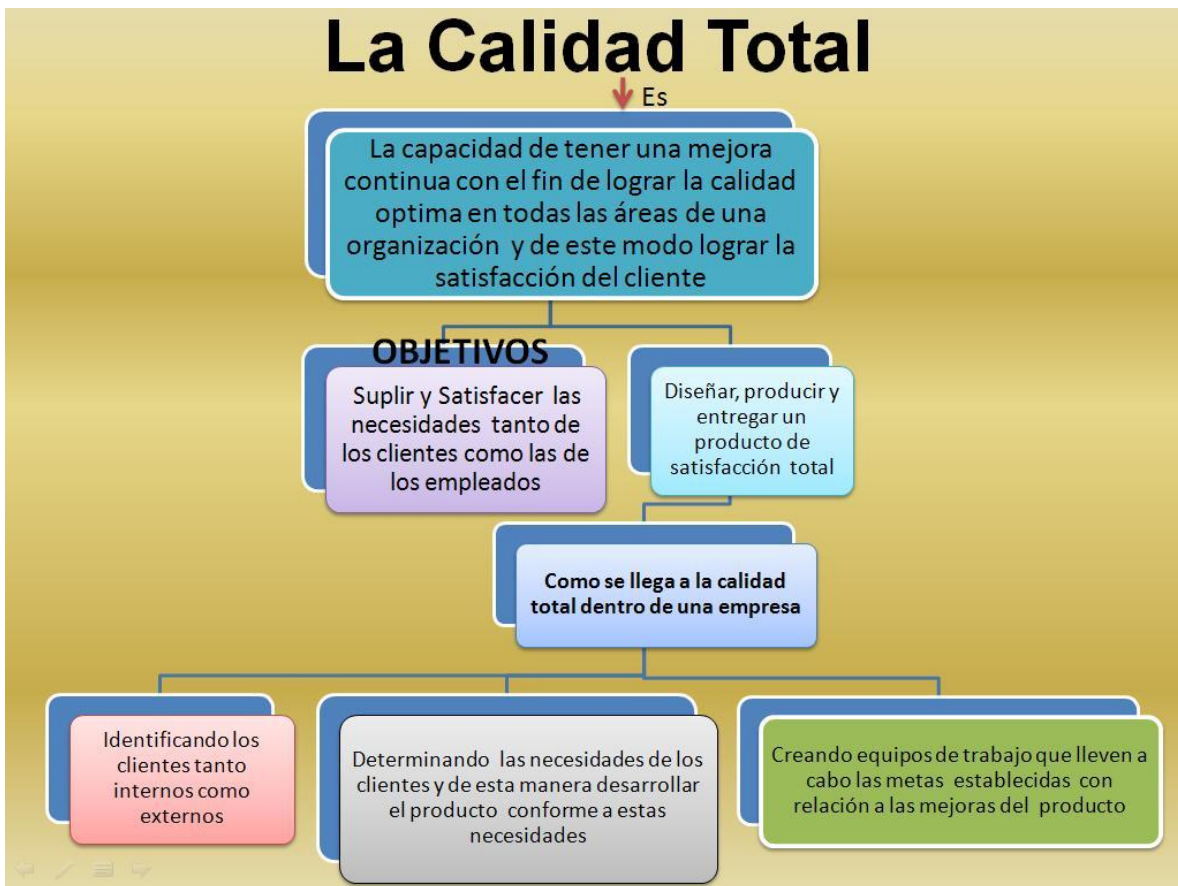 La Calidad Total
Es
La capacidad de tener una mejora
continua con el fin de lograr la calidad
optima en todas las áreas de una
organización y de este modo lograr la
satisfacción del cliente
OBJETIVOS
Suplir y Satisfacer las
necesidades tanto de
los clientes como las de
los empleados
Diseñar, producir y
entregar un
producto de
satisfacción total
Como se llega a la calidad
total dentro de una empresa
Identificando los
clientes tanto
internos como
externos
Determinando las necesidades de los
clientes y de esta manera desarrollar
el producto conforme a estas
necesidades
Creando equipos de trabajo que lleven a
cabo las metas establecidas con
relación a las mejoras del producto